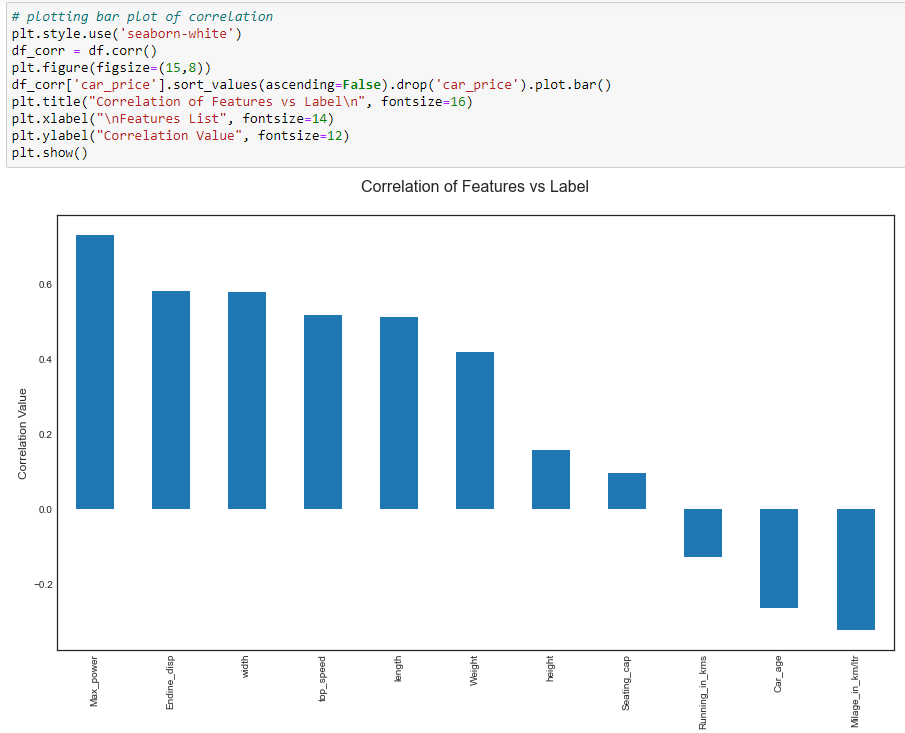 # plotting bar plot of correlation
plt.style.use('seaborn-white')
df_corr = df.corr()
plt.figure(figsize=(15,8))
df_corr['car_price'].sort_values(ascending=False).drop('car_price').plot.bar()
plt.title("Correlation of Features vs Label\n", fontsize=16)
plt.xlabel("\nFeatures List", fontsize=14)
plt.ylabel("Correlation Value", fontsize=12)
plt.show()
Correlation of Features vs Label
Correlation Value
0.6
0.4
0.2
0.0
−0.2
Max_power
Endine_disp
width
top_speed
length
Weight
height
Seating_cap
Running_in_kms
Car_age
Milage_in_km/ltr